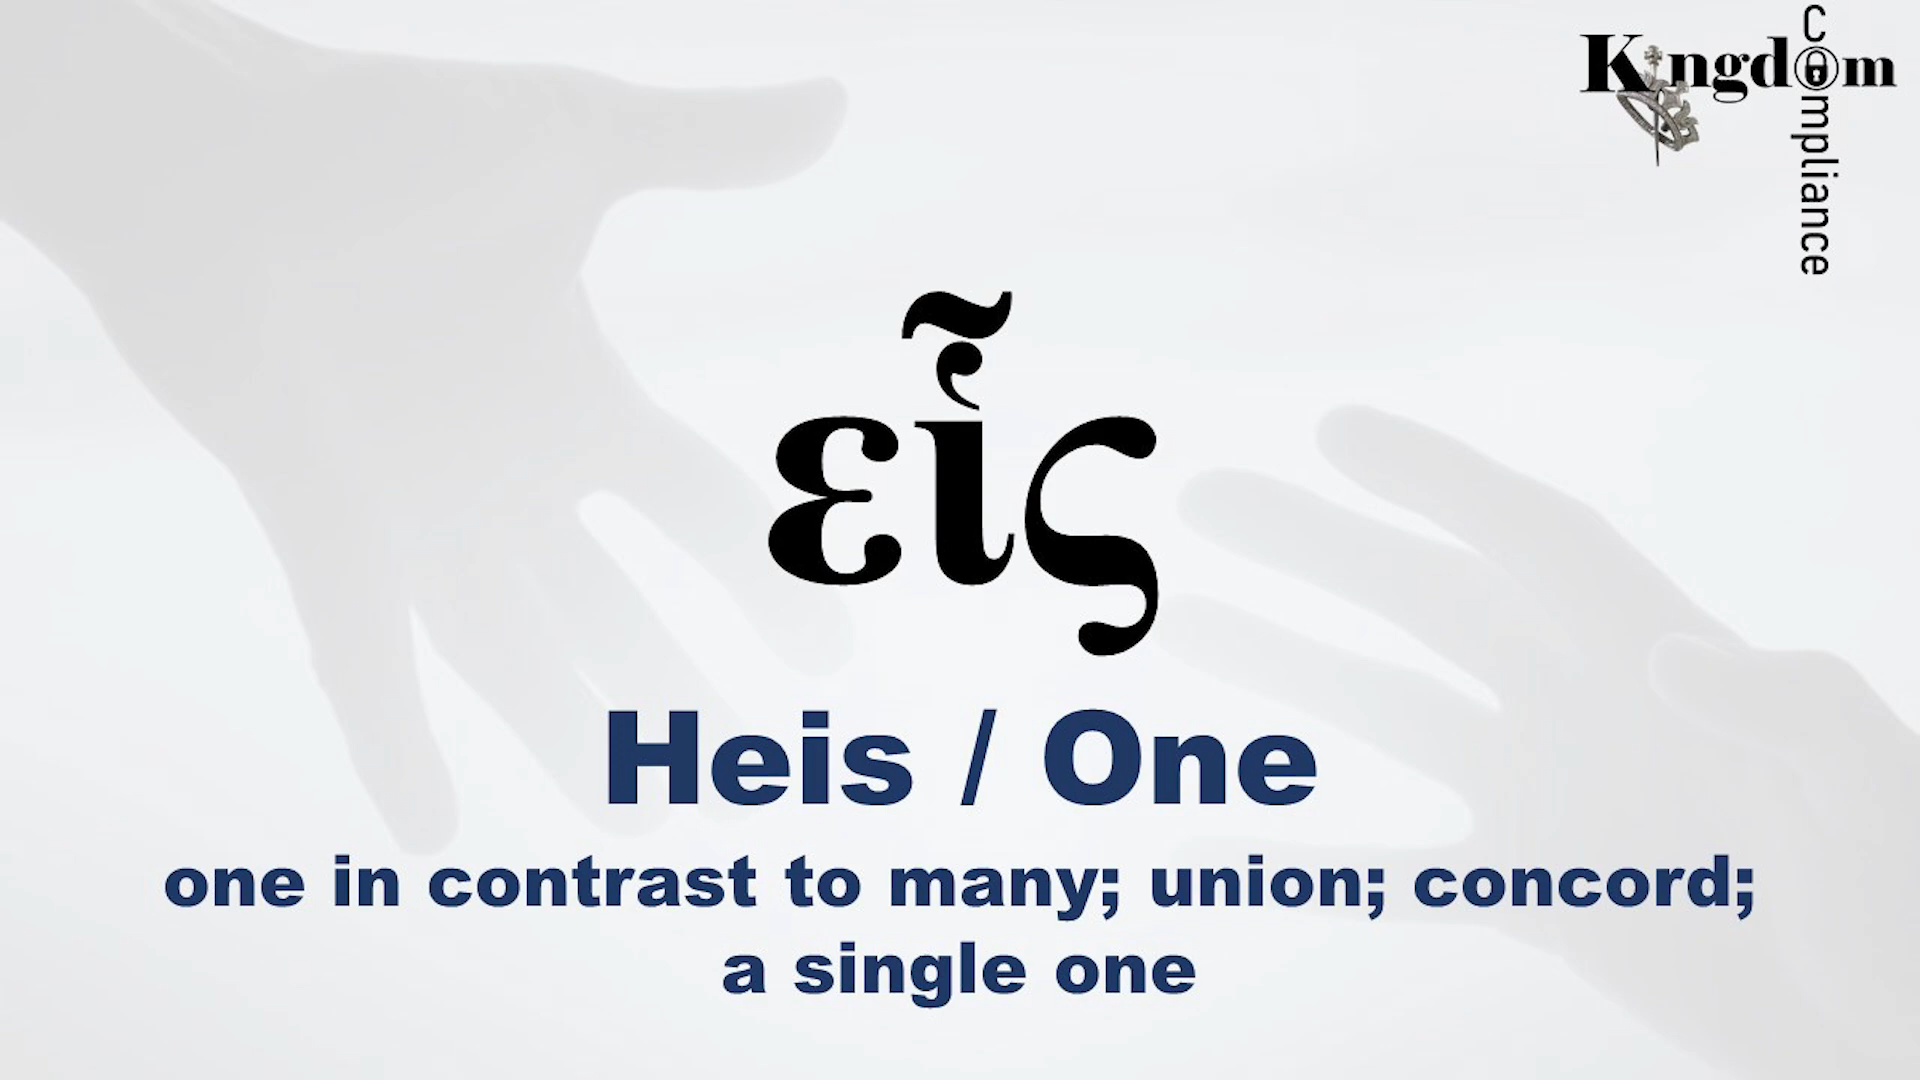 Kingdom
Compliance
εἷς
Heis / One
one in contrast to many; union; concord;
a single one